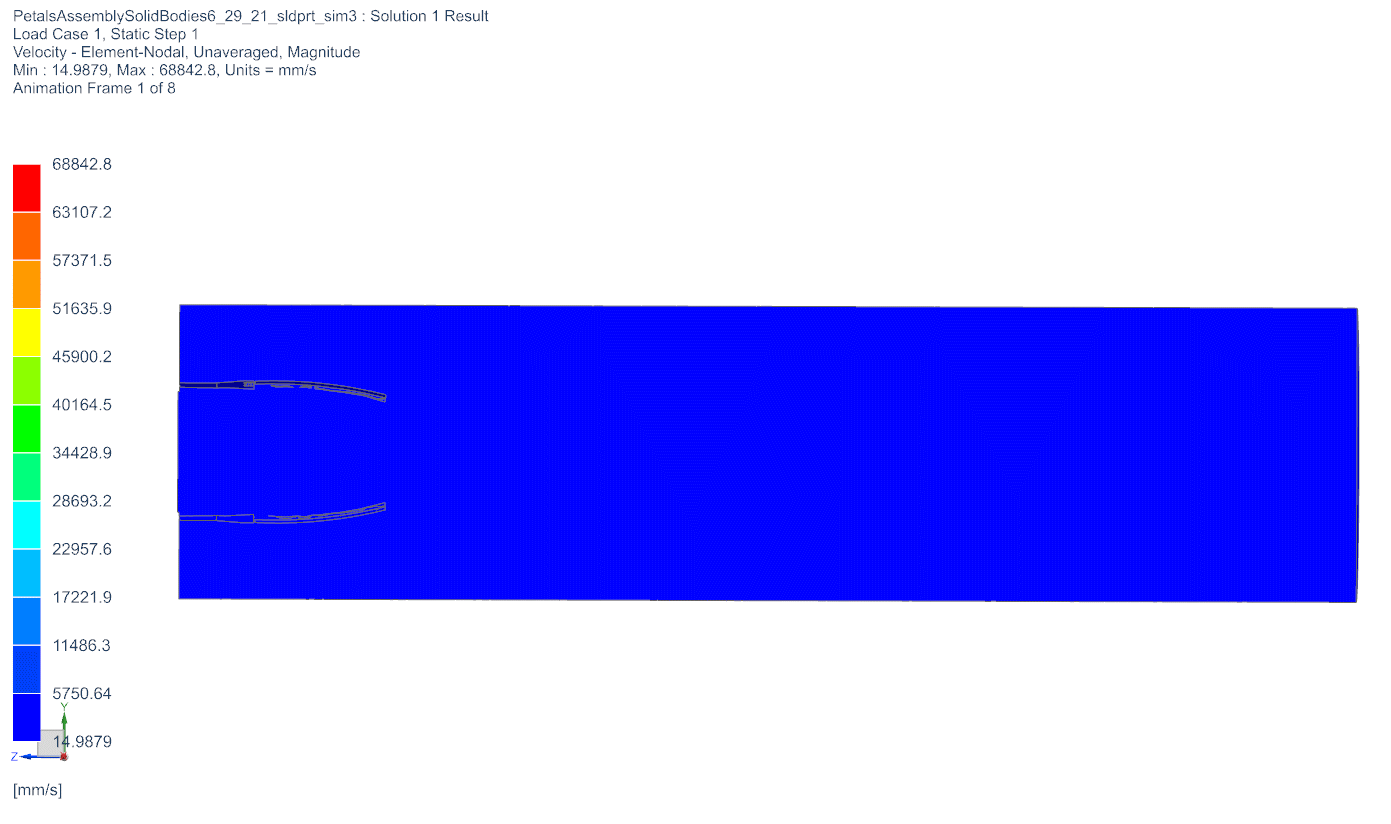 PetalsAssemblySolidBodies6_29_21_sldprt_sim3 : Solution 1 Result
Load Case 1, Static Step 1
Velocity - Element-Nodal, Unaveraged, Magnitude
Min : 14.9879, Max : 68842.8, Units = mm/s
Animation Frame 1 of 8
68842.8
63107.2
57371.5
51635.9
45900.2
40164.5
34428.9
28693.2
22957.6
17221.9
11486.3
5750.64
Y
14.9879
Z
[mm/s]